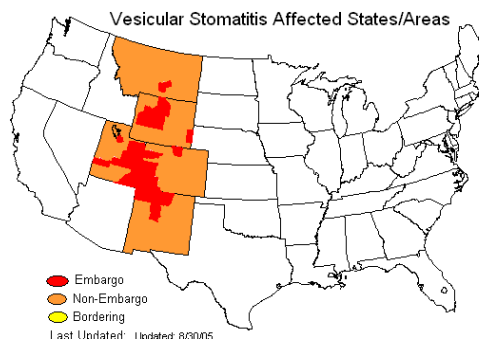 Vesicular Stomatitis Affected States/Areas
Embargo
Non-Embargo
Bordering
Last Updated: Updated: 8/30/05